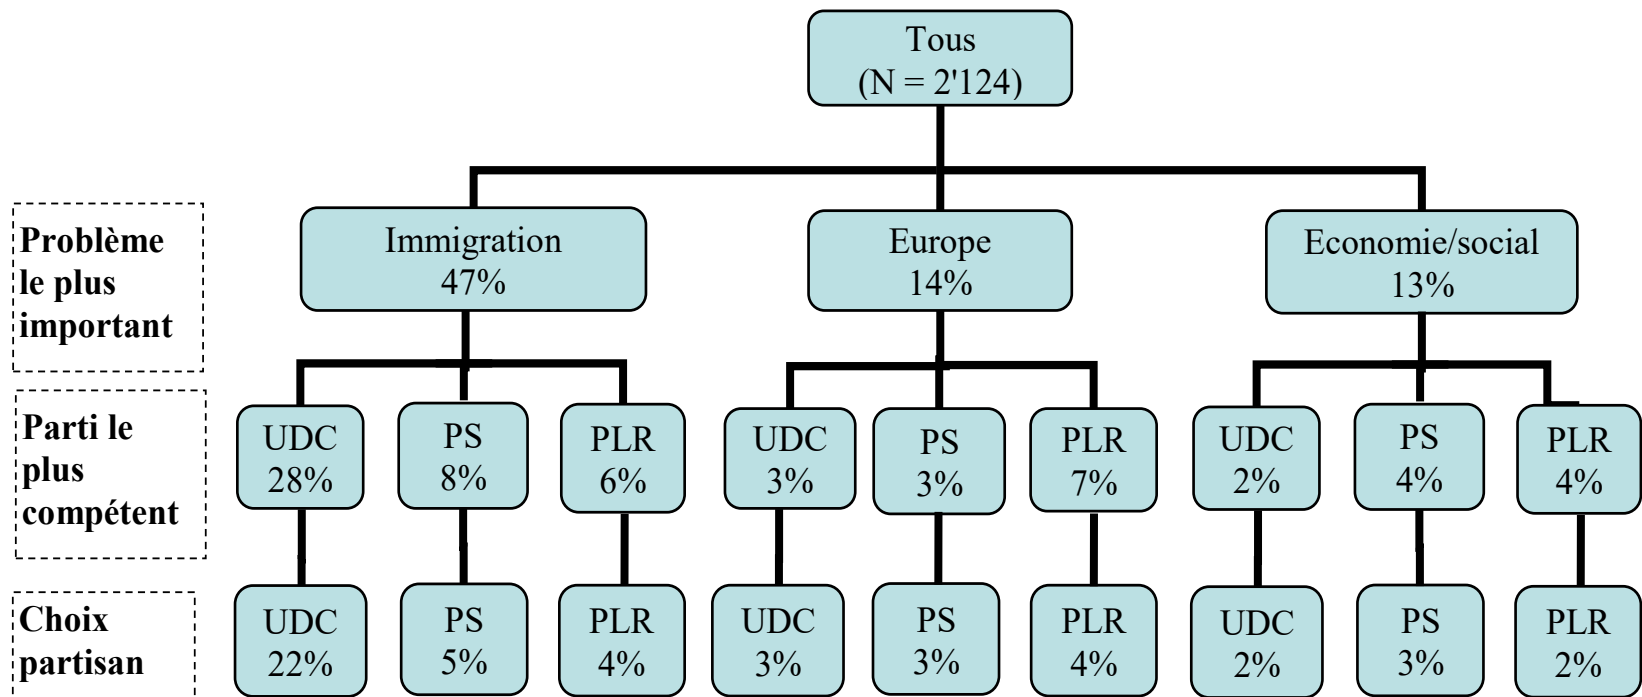 Tous
(N = 2'124)
Problème
le plus
important
Immigration
47%
Europe
14%
Economie/social
13%
Parti le
plus
compétent
UDC
28%
PS
8%
PLR
6%
UDC
3%
PS
3%
PLR
7%
UDC
2%
PS
4%
PLR
4%
Choix
partisan
UDC
22%
PS
5%
PLR
4%
UDC
3%
PS
3%
PLR
4%
UDC
2%
PS
3%
PLR
2%